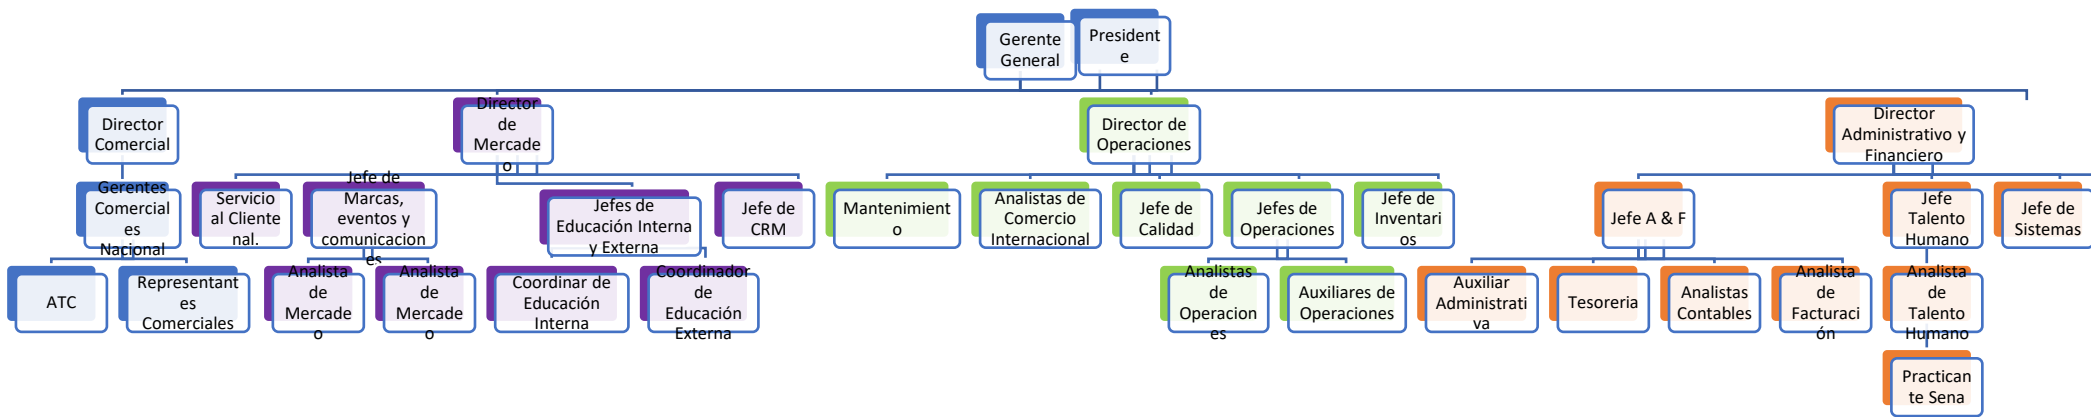 Gerente
General
President
e
Director
Comercial
Director
de
Mercade
o
Director de
Operaciones
Director
Administrativo y
Financiero
Gerentes
Comercial
es
Nacional
Servicio
al Cliente
nal.
Jefe de
Marcas,
eventos y
comunicacion
es
Jefes de
Educación Interna
y Externa
Jefe de
CRM
Mantenimient
o
Analistas de
Comercio
Internacional
Jefe de
Calidad
Jefes de
Operaciones
Jefe de
Inventari
os
Jefe A & F
Jefe
Talento
Humano
Jefe de
Sistemas
ATC
Representant
es
Comerciales
Analista
de
Mercade
o
Analista
de
Mercade
o
Coordinar de
Educación
Interna
Coordinador
de
Educación
Externa
Analistas
de
Operacion
es
Auxiliares de
Operaciones
Auxiliar
Administrati
va
Tesoreria
Analistas
Contables
Analista
de
Facturaci
ón
Analista
de
Talento
Humano
Practican
te Sena